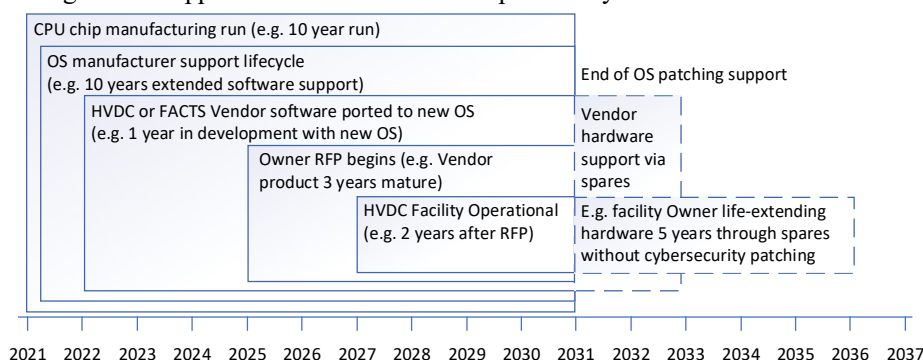 CPU chip manufacturing run (e.g. 10 year run)
OS manufacturer support lifecycle
(e.g. 10 years extended software support)
End of OS patching support
HVDC or FACTS Vendor software ported to new OS
(e.g. 1 year in development with new OS)
Vendor
hardware
support via
spares
Owner RFP begins (e.g. Vendor
product 3 years mature)
HVDC Facility Operational
(e.g. 2 years after RFP)
E.g. facility Owner life-extending
hardware 5 years through spares
without cybersecurity patching
2021 2022 2023 2024 2025 2026 2027 2028 2029 2030 2031 2032 2033 2034 2035 2036 2037